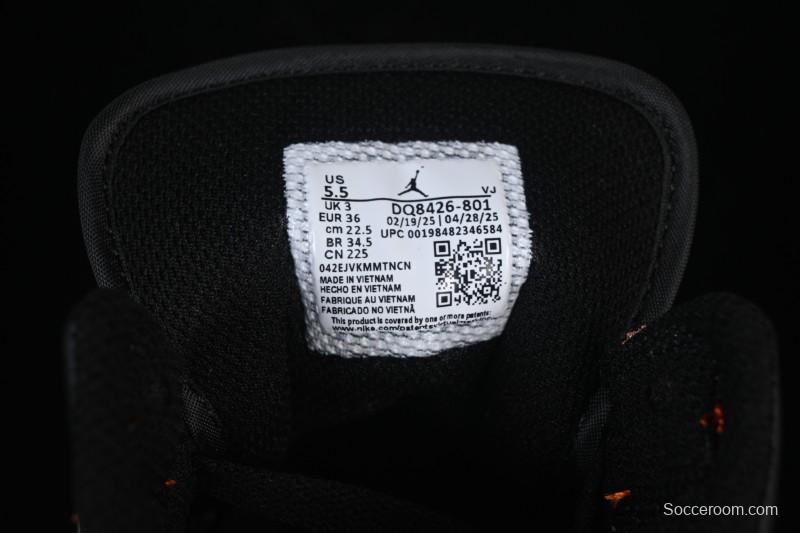 US
5.5
VJ
UK 3
DQ8426-801
EUR 36
02/19/25 | 04/28/25
cm 22.5
UPC 00198482346584
BR 34.5
CN 225
042EJVKMMTNCN
MADE IN VIETNAM
HECHO EN VIETNAM
FABRIQUE AU VIETNAM
FABRICADO NO VIETNÃ
This product is covered by one or more patents:
Socceroom.com